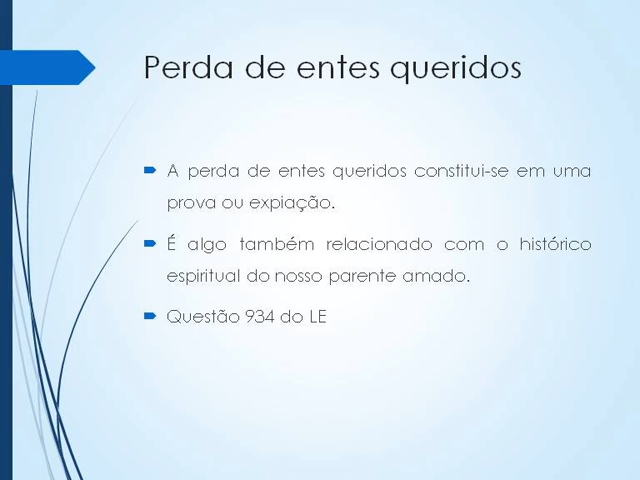 Perda de entes queridos
A perda de entes queridos constitui-se em uma
prova ou expiação.
É algo também relacionado com o histórico
espiritual do nosso parente amado.
Questão 934 do LE